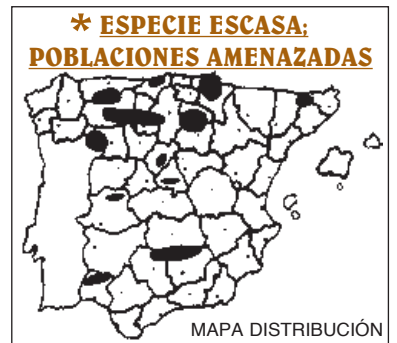 * ESPECIE ESCASA;
POBLACIONES AMENAZADAS
MAPA DISTRIBUCIÓN